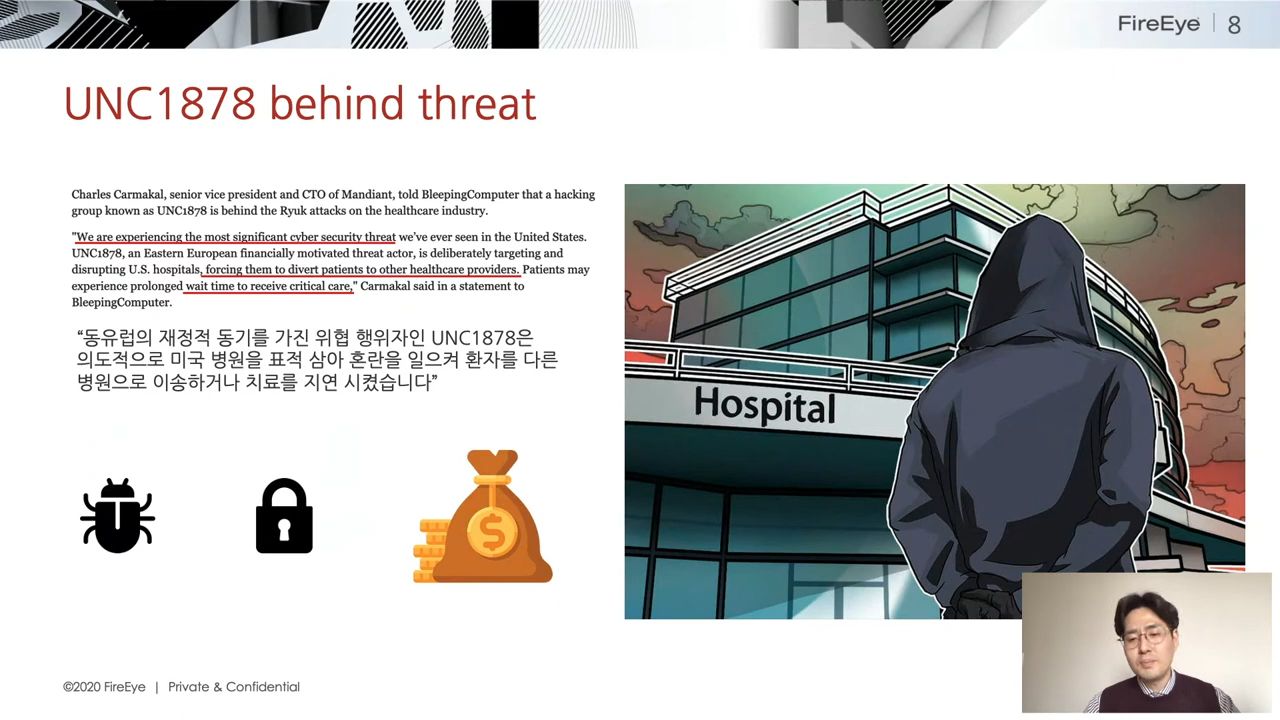 FireEye | 8
UNC1878 behind threat
Charles Carmakal, senior vice president and CTO of Mandiant, told BleepingComputer that a hacking
group known as UNC1878 is behind the Ryuk attacks on the healthcare industry.
"We are experiencing the most significant cyber security threat we've ever seen in the United States.
UNC1878, an Eastern European financially motivated threat actor, is deliberately targeting and
disrupting U.S. hospitals, forcing them to divert patients to other healthcare providers. Patients may
experience prolonged wait time to receive critical care," Carmakal said in a statement to
BleepingComputer.
“동유럽의 재정적 동기를 가진 위협 행위자인 UNC1878은
의도적으로 미국 병원을 표적 삼아 혼란을 일으켜 환자를 다른
병원으로 이송하거나 치료를 지연 시켰습니다”
Hospital
$
©2020 FireEye | Private & Confidential